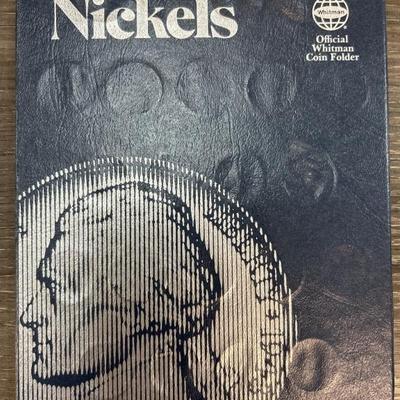 Nickels
Whitman
Official
Whitman
Coin Folder